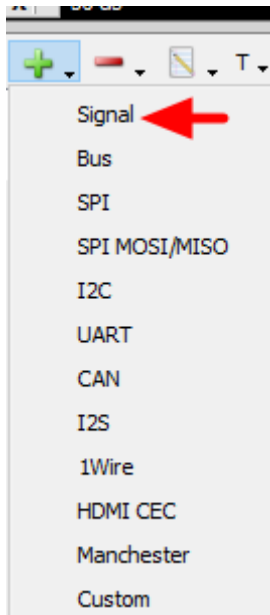 T
Signal
Bus
SPI
SPI MOSI/MISO
I2C
UART
CAN
I2S
1Wire
HDMI CEC
Manchester
Custom